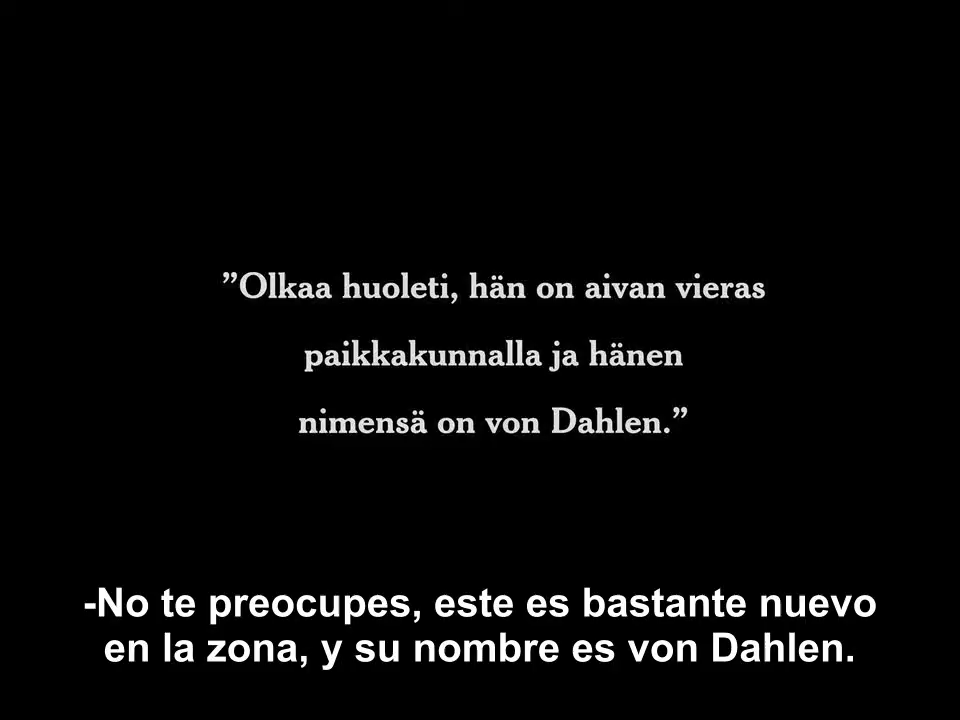 ”Olkaa huoleti, hän on aivan vieras
paikkakunnalla ja hänen
nimensä on von Dahlen.”
-No te preocupes, este es bastante nuevo
en la zona, y su nombre es von Dahlen.